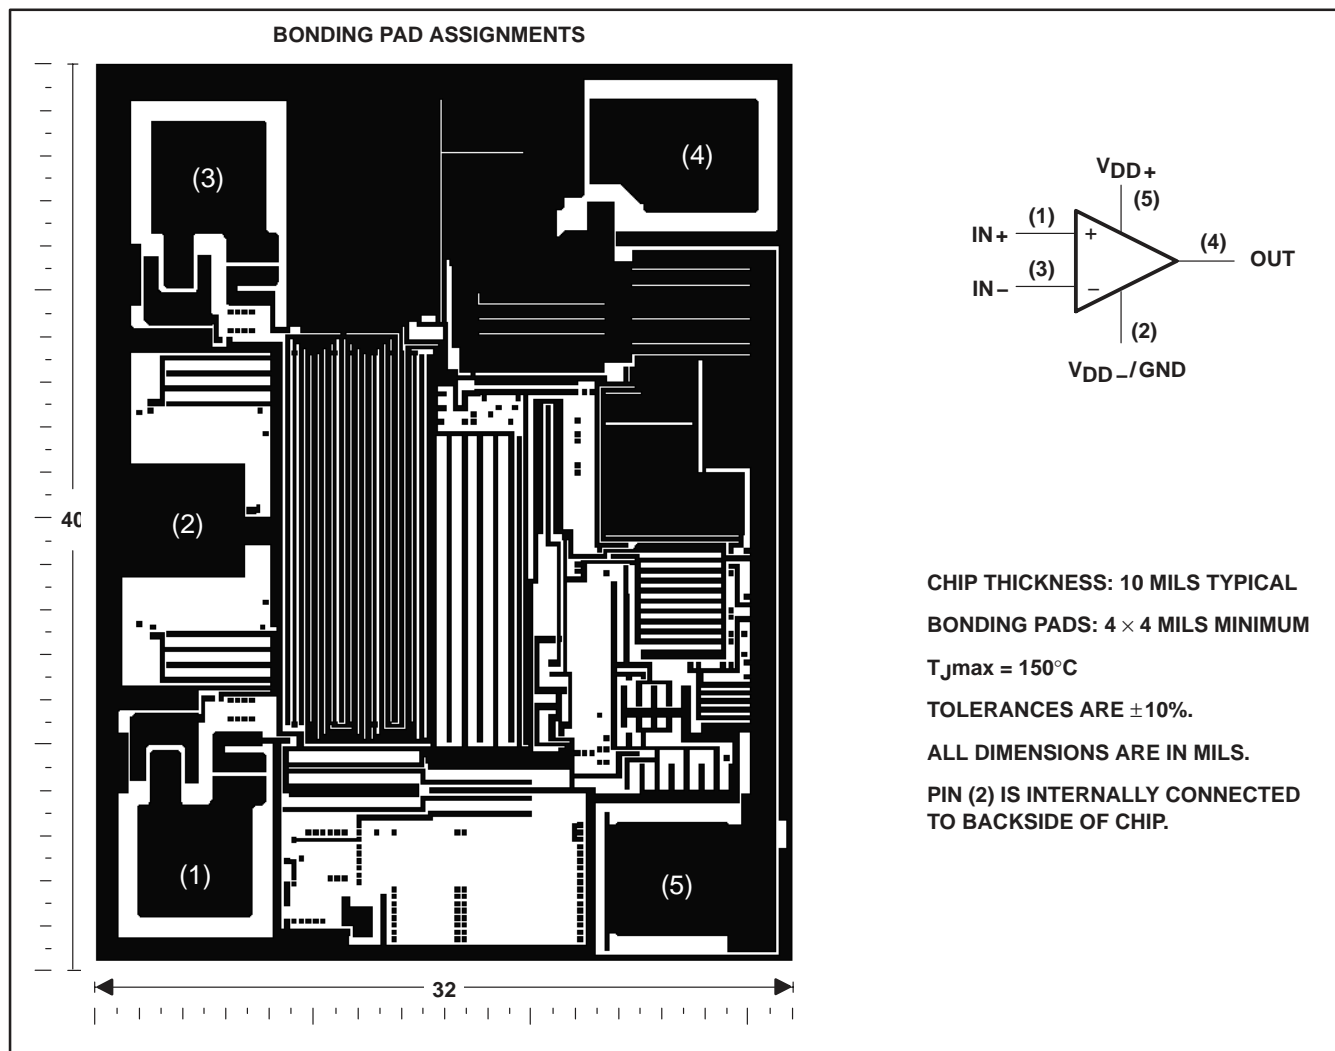 BONDING PAD ASSIGNMENTS
(3)
(4)
(2)
(1)
(5)
40
32
VDD+
(5)
(1)
IN+
+
(4)
OUT
(3)
IN−
−
(2)
VDD−/GND
CHIP THICKNESS: 10 MILS TYPICAL
BONDING PADS: 4 × 4 MILS MINIMUM
TJmax = 150°C
TOLERANCES ARE ±10%.
ALL DIMENSIONS ARE IN MILS.
PIN (2) IS INTERNALLY CONNECTED
TO BACKSIDE OF CHIP.